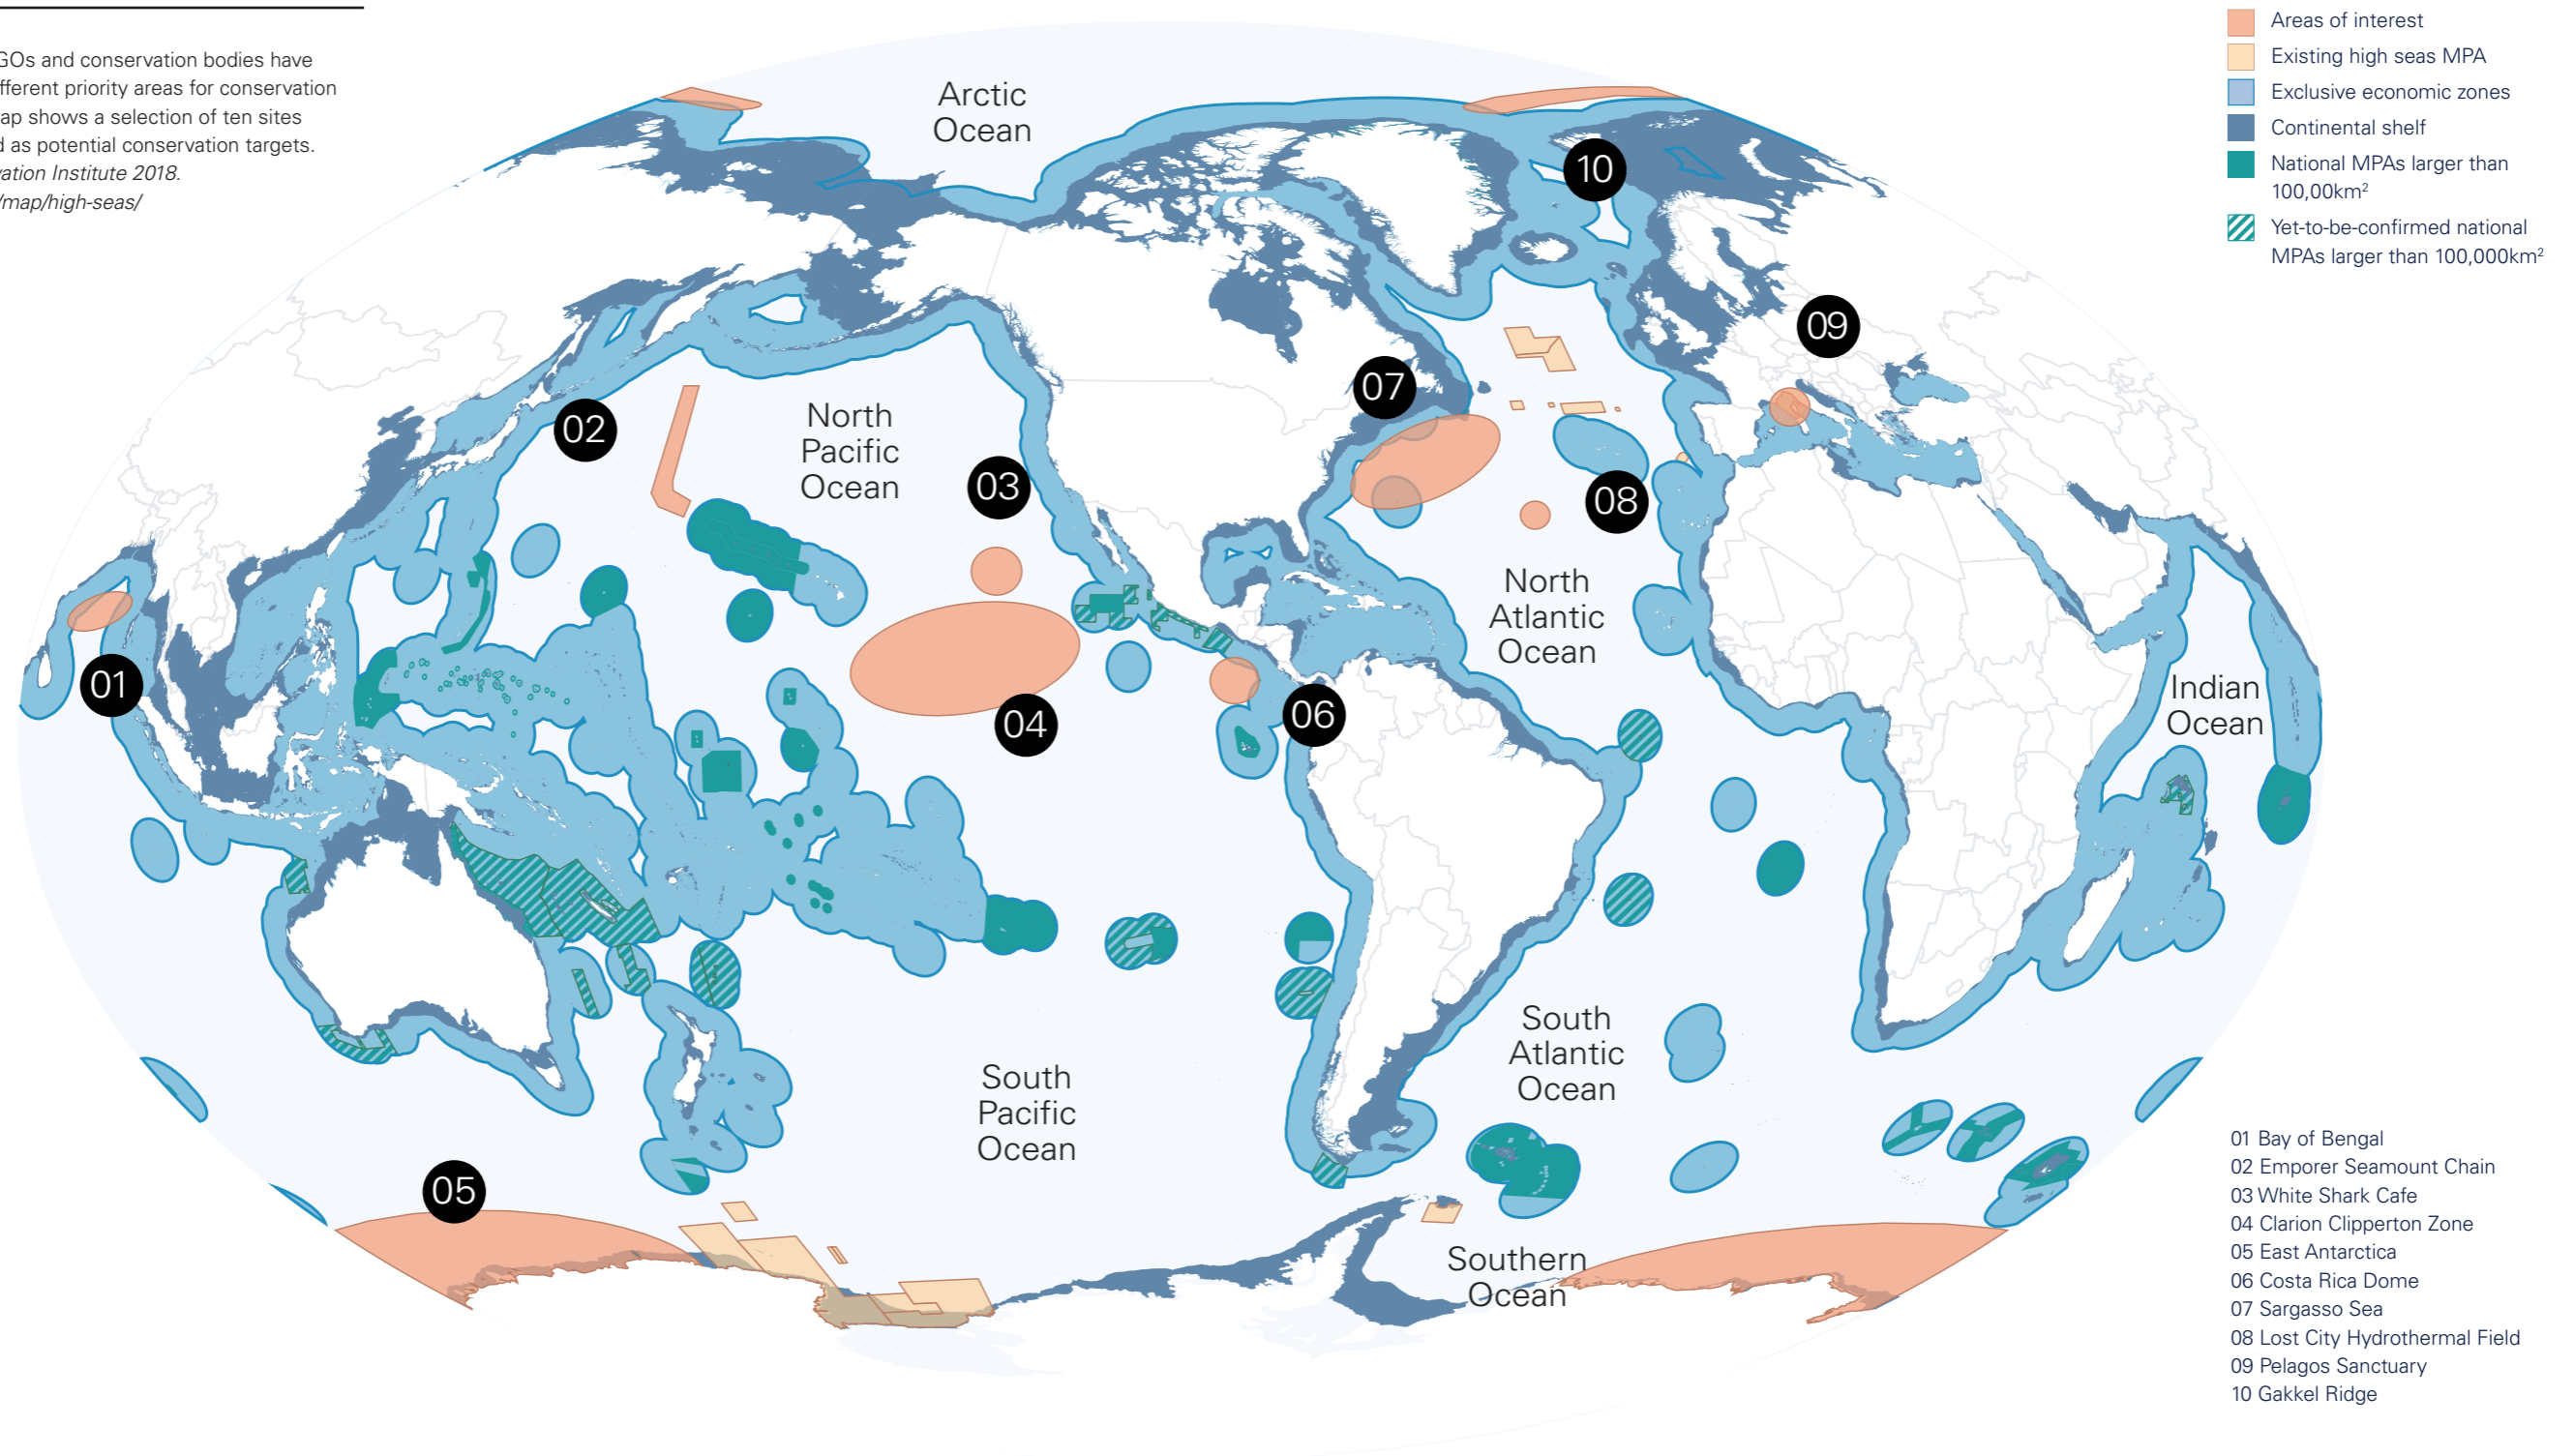 GOs and conservation bodies have
fferent priority areas for conservation
ap shows a selection of ten sites
d as potential conservation targets.
vation Institute 2018.
/map/high-seas/
Areas of interest
Existing high seas MPA
Exclusive economic zones
Continental shelf
National MPAs larger than
100,00km²
Yet-to-be-confirmed national
MPAs larger than 100,000km²
Arctic
Ocean
10
09
07
02
North
Pacific
Ocean
03
08
North
Atlantic
Ocean
01
04
06
Indian
Ocean
South
Atlantic
Ocean
South
Pacific
Ocean
05
Southern
Ocean
01 Bay of Bengal
02 Emporer Seamount Chain
03 White Shark Cafe
04 Clarion Clipperton Zone
05 East Antarctica
06 Costa Rica Dome
07 Sargasso Sea
08 Lost City Hydrothermal Field
09 Pelagos Sanctuary
10 Gakkel Ridge